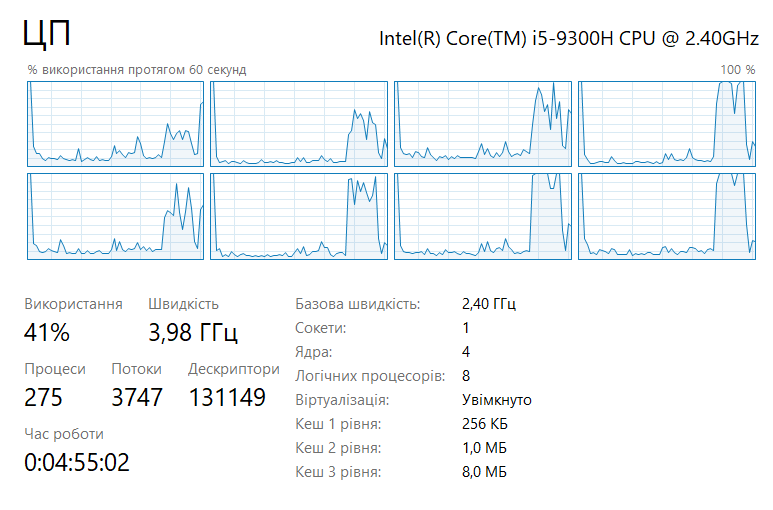 ЦП
Intel(R) Core(TM) i5-9300H CPU @ 2.40GHz
% використання протягом 60 секунд
100 %
Використання
Швидкість
41%
3,98 ГГц
Процеси
Потоки
Дескриптори
275
3747
131149
Час роботи
0:04:55:02
Базова швидкість: 2,40 ГГц
Сокети: 1
Ядра: 4
Логічних процесорів: 8
Віртуалізація: Увімкнуто
Кеш 1 рівня: 256 КБ
Кеш 2 рівня: 1,0 МБ
Кеш 3 рівня: 8,0 МБ